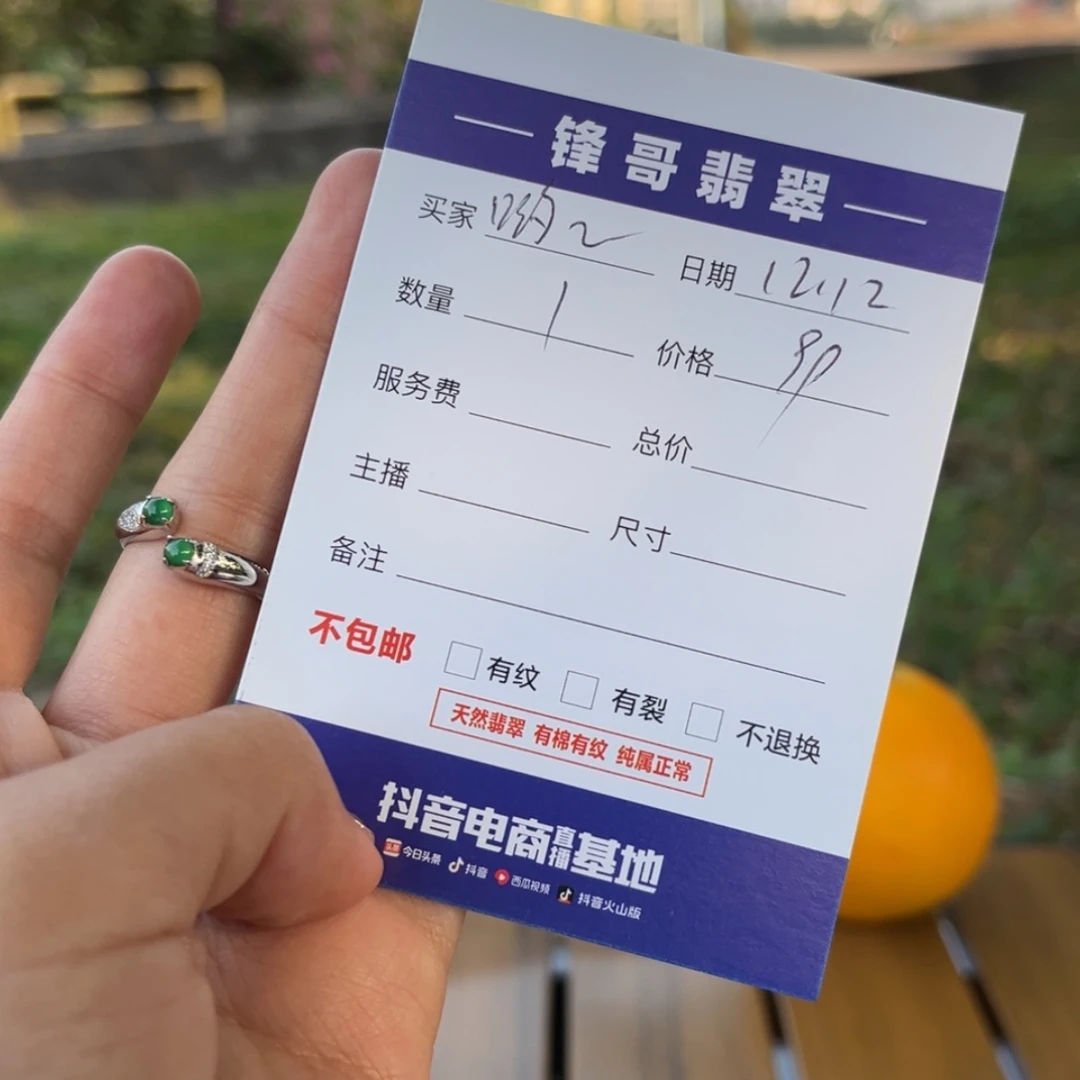 锋哥翡翠
买家 日期 12.12
数量 1 价格
服务费 总价
主播 尺寸
备注
不包邮 有纹 有裂 不退换
天然翡翠 有棉有纹 纯属正常
抖音电商直播基地
头条 今日头条 抖音 西瓜视频 抖音火山版